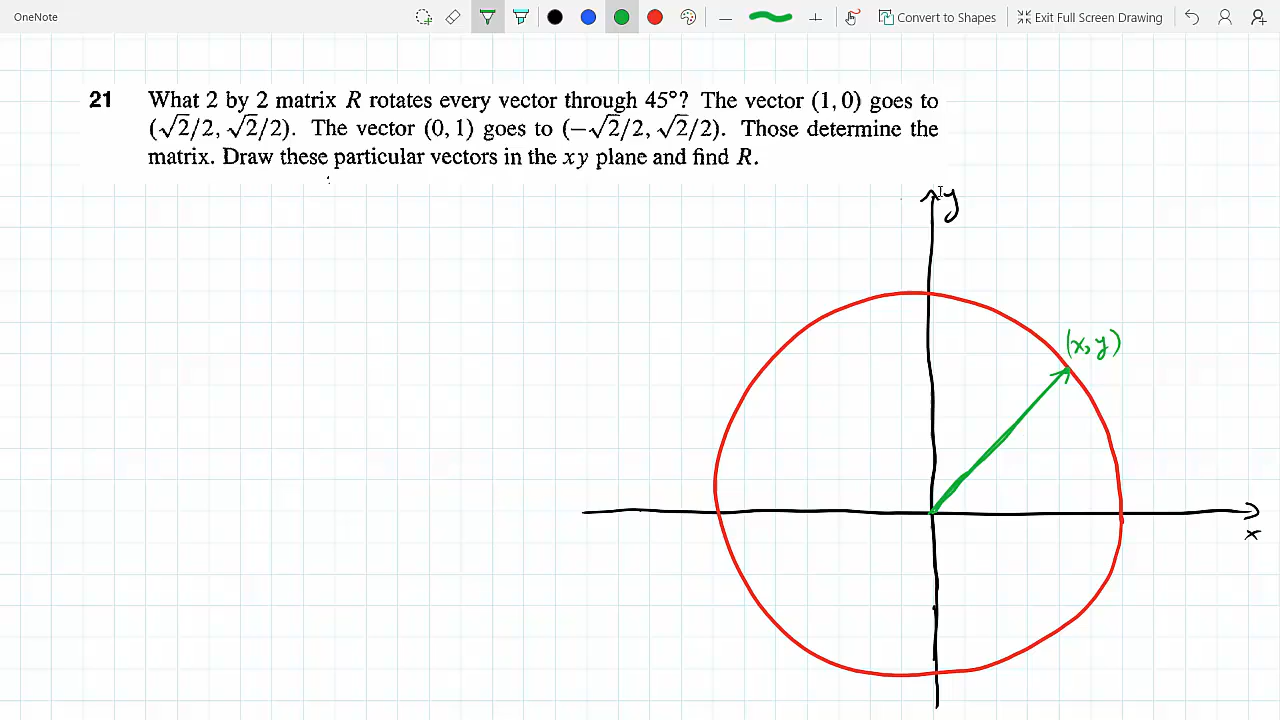 OneNote
Convert to Shapes
Exit Full Screen Drawing
21 What 2 by 2 matrix R rotates every vector through 45°? The vector (1, 0) goes to
(√2/2, √2/2). The vector (0, 1) goes to (−√2/2, √2/2). Those determine the
matrix. Draw these particular vectors in the xy plane and find R.
y
(x, y)
x